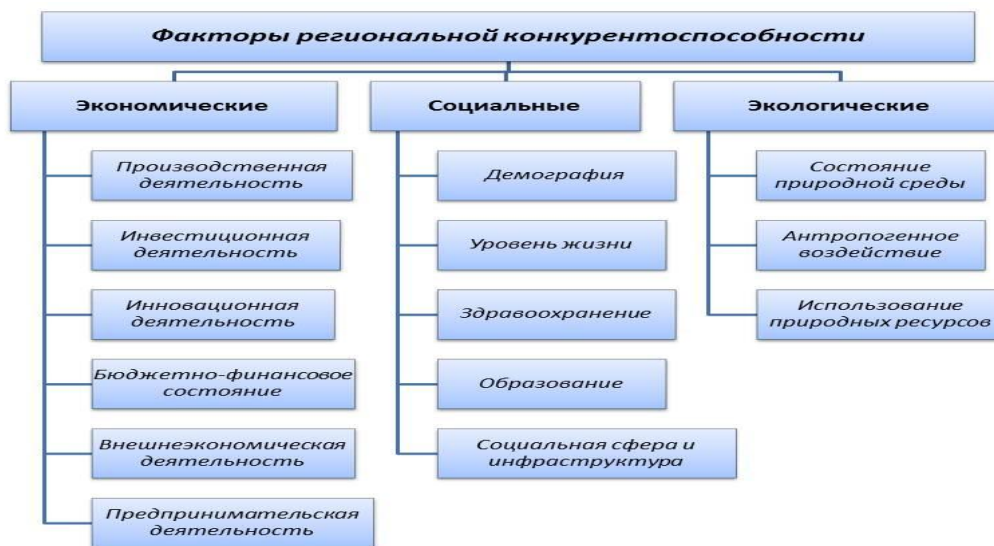 Факторы региональной конкурентоспособности
Экономические
Производственная
деятельность
Инвестиционная
деятельность
Инновационная
деятельность
Бюджетно-финансовое
состояние
Внешнеэкономическая
деятельность
Предпринимательская
деятельность
Социальные
Демография
Уровень жизни
Здравоохранение
Образование
Социальная сфера и
инфраструктура
Экологические
Состояние
природной среды
Антропогенное
воздействие
Использование
природных ресурсов